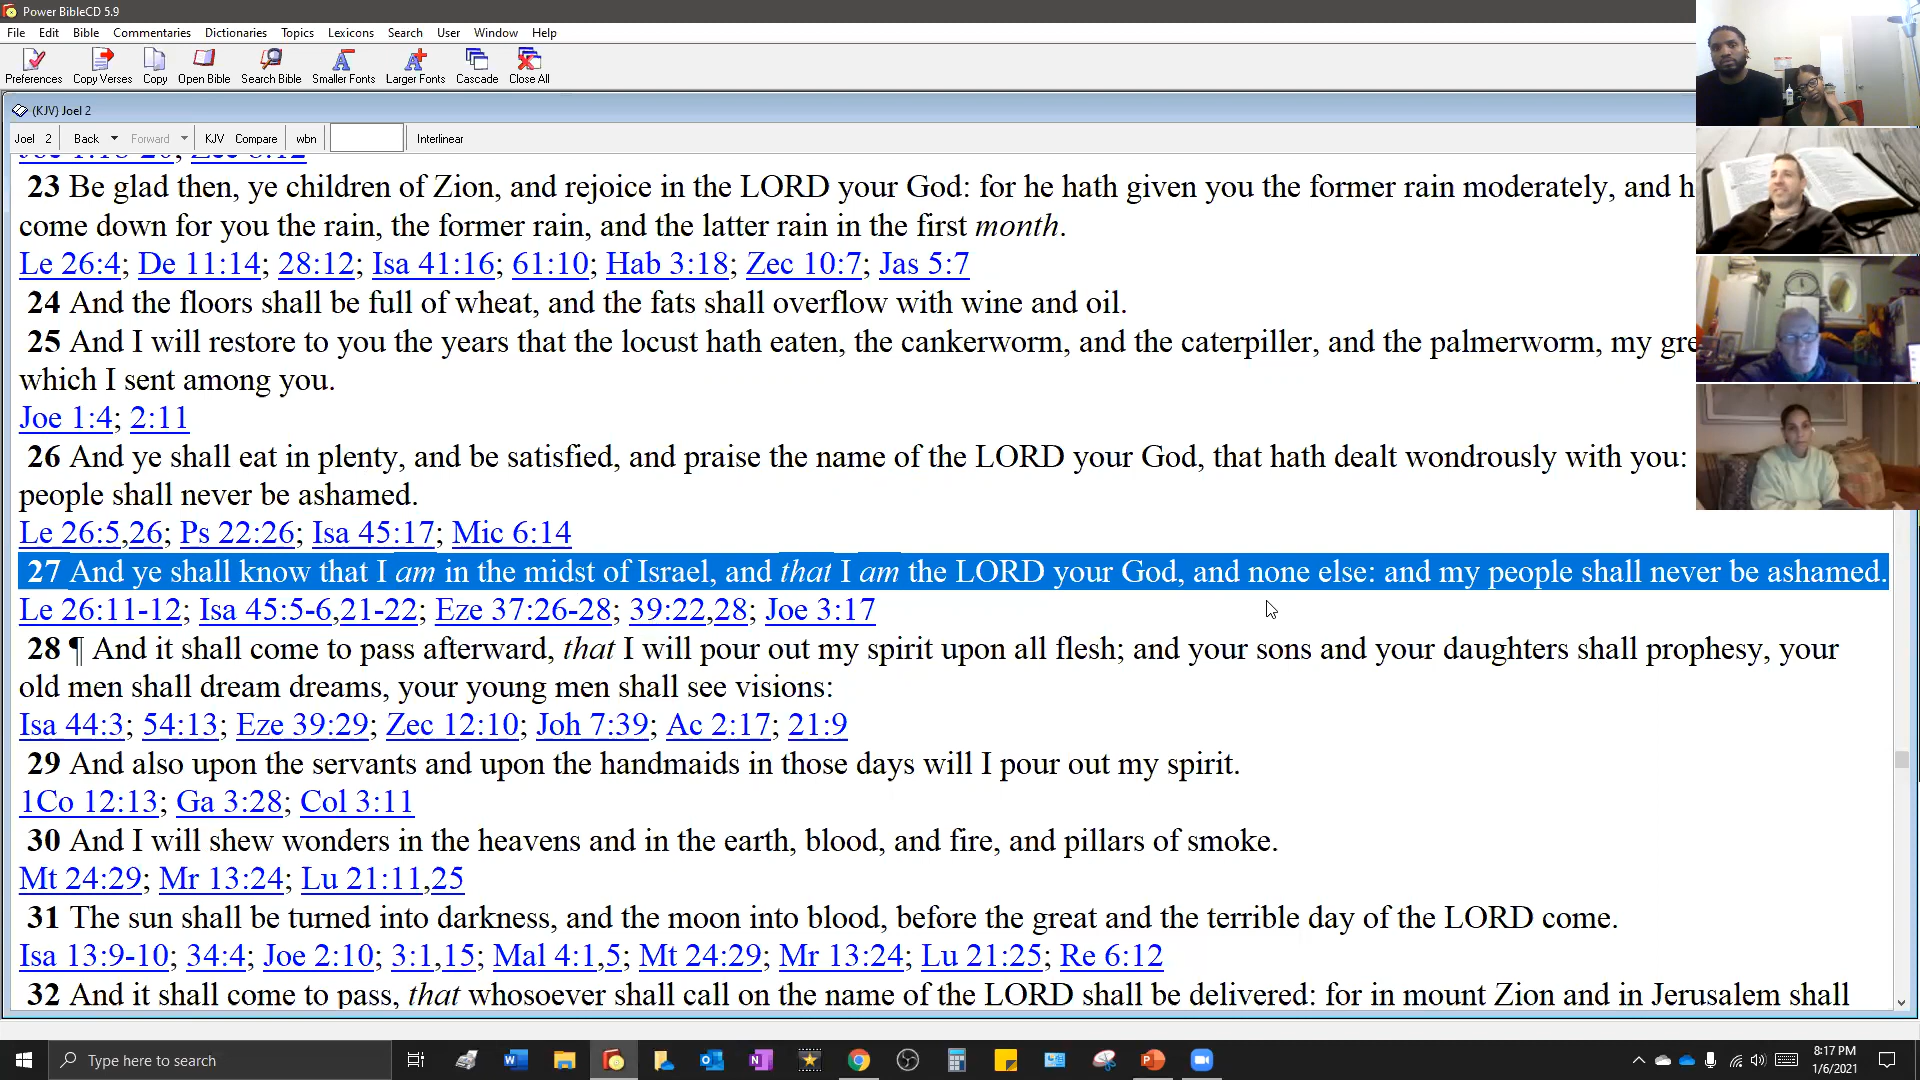 Power BibleCD 5.9
File Edit Bible Commentaries Dictionaries Topics Lexicons Search User Window Help
Preferences Copy Verses Copy Open Bible Search Bible Smaller Fonts Larger Fonts Cascade Close All
(KJV) Joel 2
Joel 2 Back Forward KJV Compare wbn Interlinear
23 Be glad then, ye children of Zion, and rejoice in the LORD your God: for he hath given you the former rain moderately, and h
come down for you the rain, the former rain, and the latter rain in the first month.
Le 26:4; De 11:14; 28:12; Isa 41:16; 61:10; Hab 3:18; Zec 10:7; Jas 5:7
24 And the floors shall be full of wheat, and the fats shall overflow with wine and oil.
25 And I will restore to you the years that the locust hath eaten, the cankerworm, and the caterpiller, and the palmerworm, my gre
which I sent among you.
Joe 1:4; 2:11
26 And ye shall eat in plenty, and be satisfied, and praise the name of the LORD your God, that hath dealt wondrously with you:
people shall never be ashamed.
Le 26:5,26; Ps 22:26; Isa 45:17; Mic 6:14
27 And ye shall know that I am in the midst of Israel, and that I am the LORD your God, and none else: and my people shall never be ashamed.
Le 26:11-12; Isa 45:5-6,21-22; Eze 37:26-28; 39:22,28; Joe 3:17
28 ¶ And it shall come to pass afterward, that I will pour out my spirit upon all flesh; and your sons and your daughters shall prophesy, your
old men shall dream dreams, your young men shall see visions:
Isa 44:3; 54:13; Eze 39:29; Zec 12:10; Joh 7:39; Ac 2:17; 21:9
29 And also upon the servants and upon the handmaids in those days will I pour out my spirit.
1Co 12:13; Ga 3:28; Col 3:11
30 And I will shew wonders in the heavens and in the earth, blood, and fire, and pillars of smoke.
Mt 24:29; Mr 13:24; Lu 21:11,25
31 The sun shall be turned into darkness, and the moon into blood, before the great and the terrible day of the LORD come.
Isa 13:9-10; 34:4; Joe 2:10; 3:1,15; Mal 4:1,5; Mt 24:29; Mr 13:24; Lu 21:25; Re 6:12
32 And it shall come to pass, that whosoever shall call on the name of the LORD shall be delivered: for in mount Zion and in Jerusalem shall
Type here to search
8:17 PM
1/6/2021